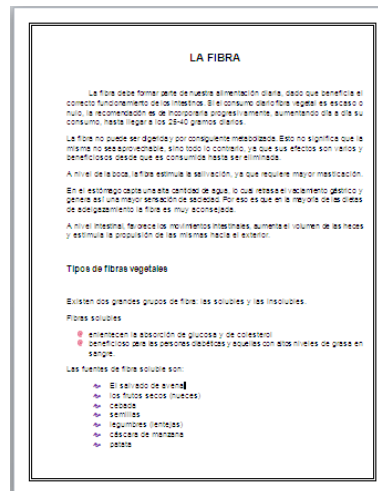 LA FIBRA
La fibra debe formar parte de nuestra alimentación diaria, dado que beneficia el
correcto funcionamiento de los intestinos. Si el consumo diario fibra vegetal es escaso o
nulo, la recomendación es de incorporarla progresivamente, aumentando día a día su
consumo, hasta llegar a los 25-40 gramos diarios.
La fibra no puede ser digerida y por consiguiente metabolizada. Esto no significa que la
misma no sea aprovechable, sino todo lo contrario, ya que sus efectos son varios y
beneficiosos desde que es consumida hasta ser eliminada.
A nivel de la boca, la fibra estimula la salivación, ya que requiere mayor masticación.
En el estómago capta una alta cantidad de agua, lo cual retrasa el vaciamiento gástrico y
genera así una mayor sensación de saciedad. Por eso es que en la mayoría de las dietas
de adelgazamiento la fibra es muy aconsejada.
A nivel intestinal, favorece los movimientos intestinales, aumenta el volumen de las heces
y estimula la propulsión de las mismas hacia el exterior.
Tipos de fibras vegetales
Existen dos grandes grupos de fibra: las solubles y las insolubles.
Fibras solubles
enlentecen la absorción de glucosa y de colesterol
beneficioso para las personas diabéticas y aquellas con altos niveles de grasa en
sangre.
Las fuentes de fibra soluble son:
El salvado de avena
los frutos secos (nueces)
cebada
semillas
legumbres (lentejas)
cáscara de manzana
patata